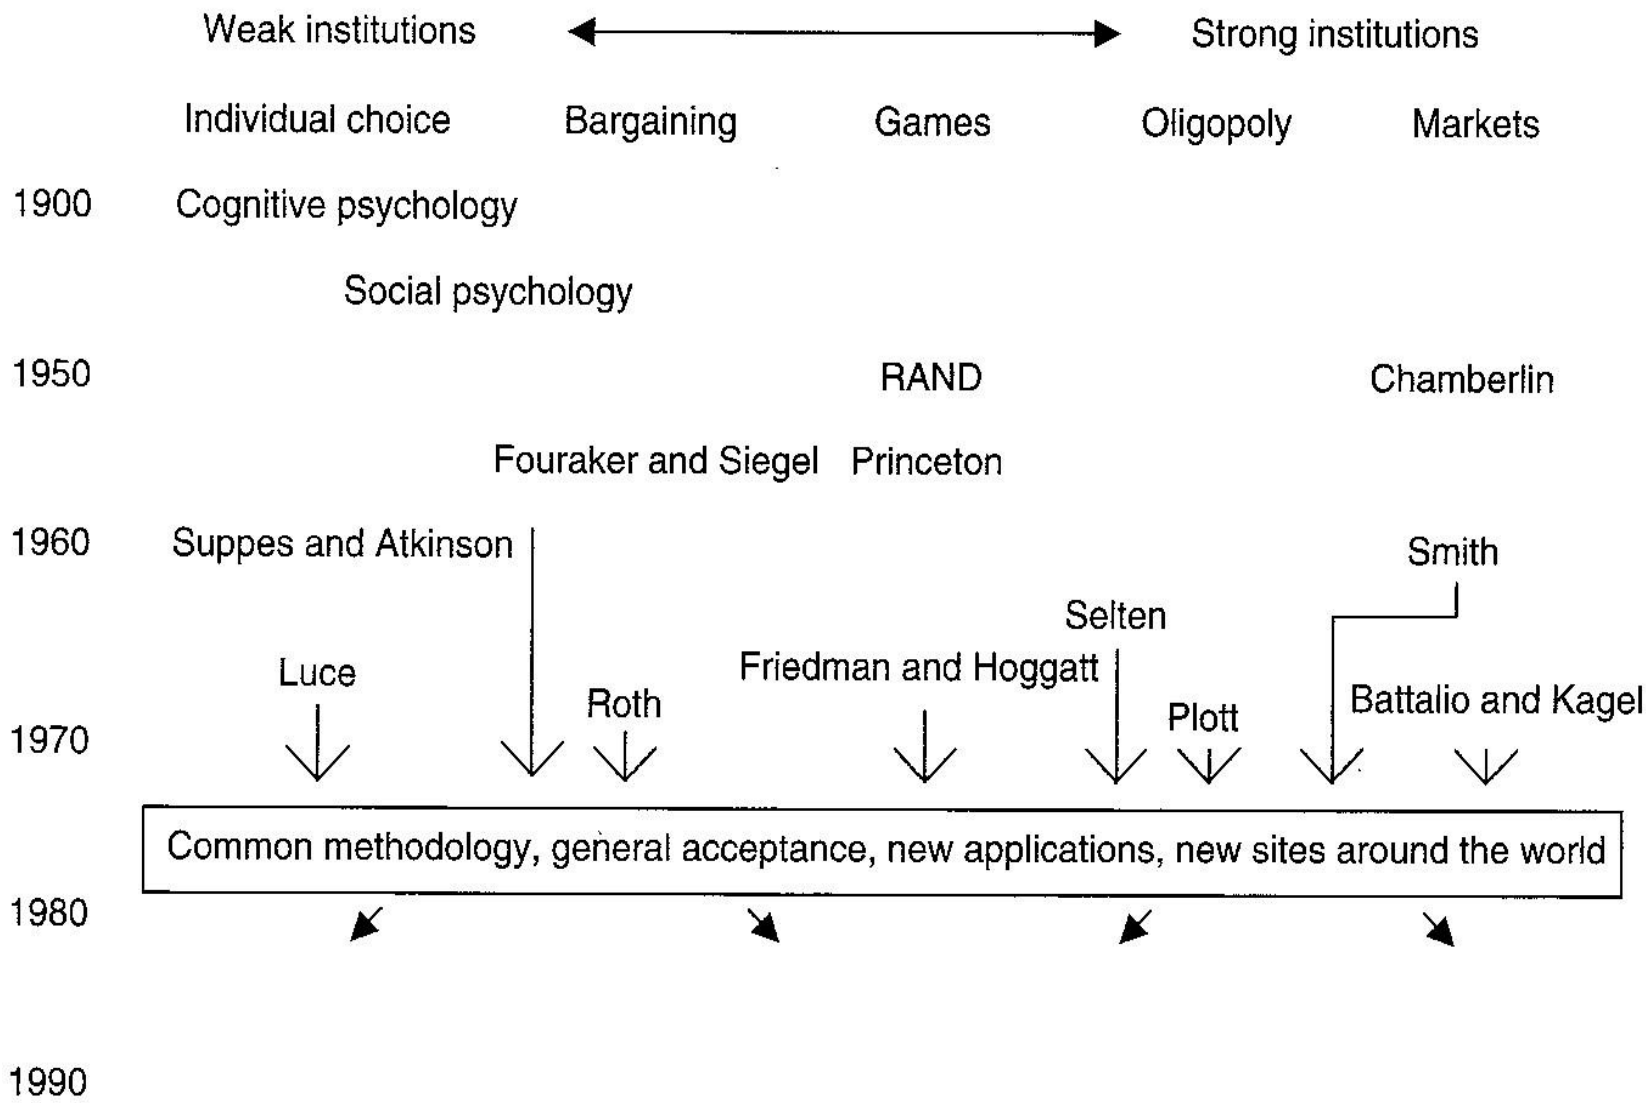 Weak institutions Strong institutions
Individual choice Bargaining Games Oligopoly Markets
1900 Cognitive psychology
Social psychology
1950 RAND Chamberlin
Fouraker and Siegel Princeton
1960 Suppes and Atkinson Smith
Selten
Luce Friedman and Hoggatt
Roth Plott Battalio and Kagel
1970
Common methodology, general acceptance, new applications, new sites around the world
1980
1990